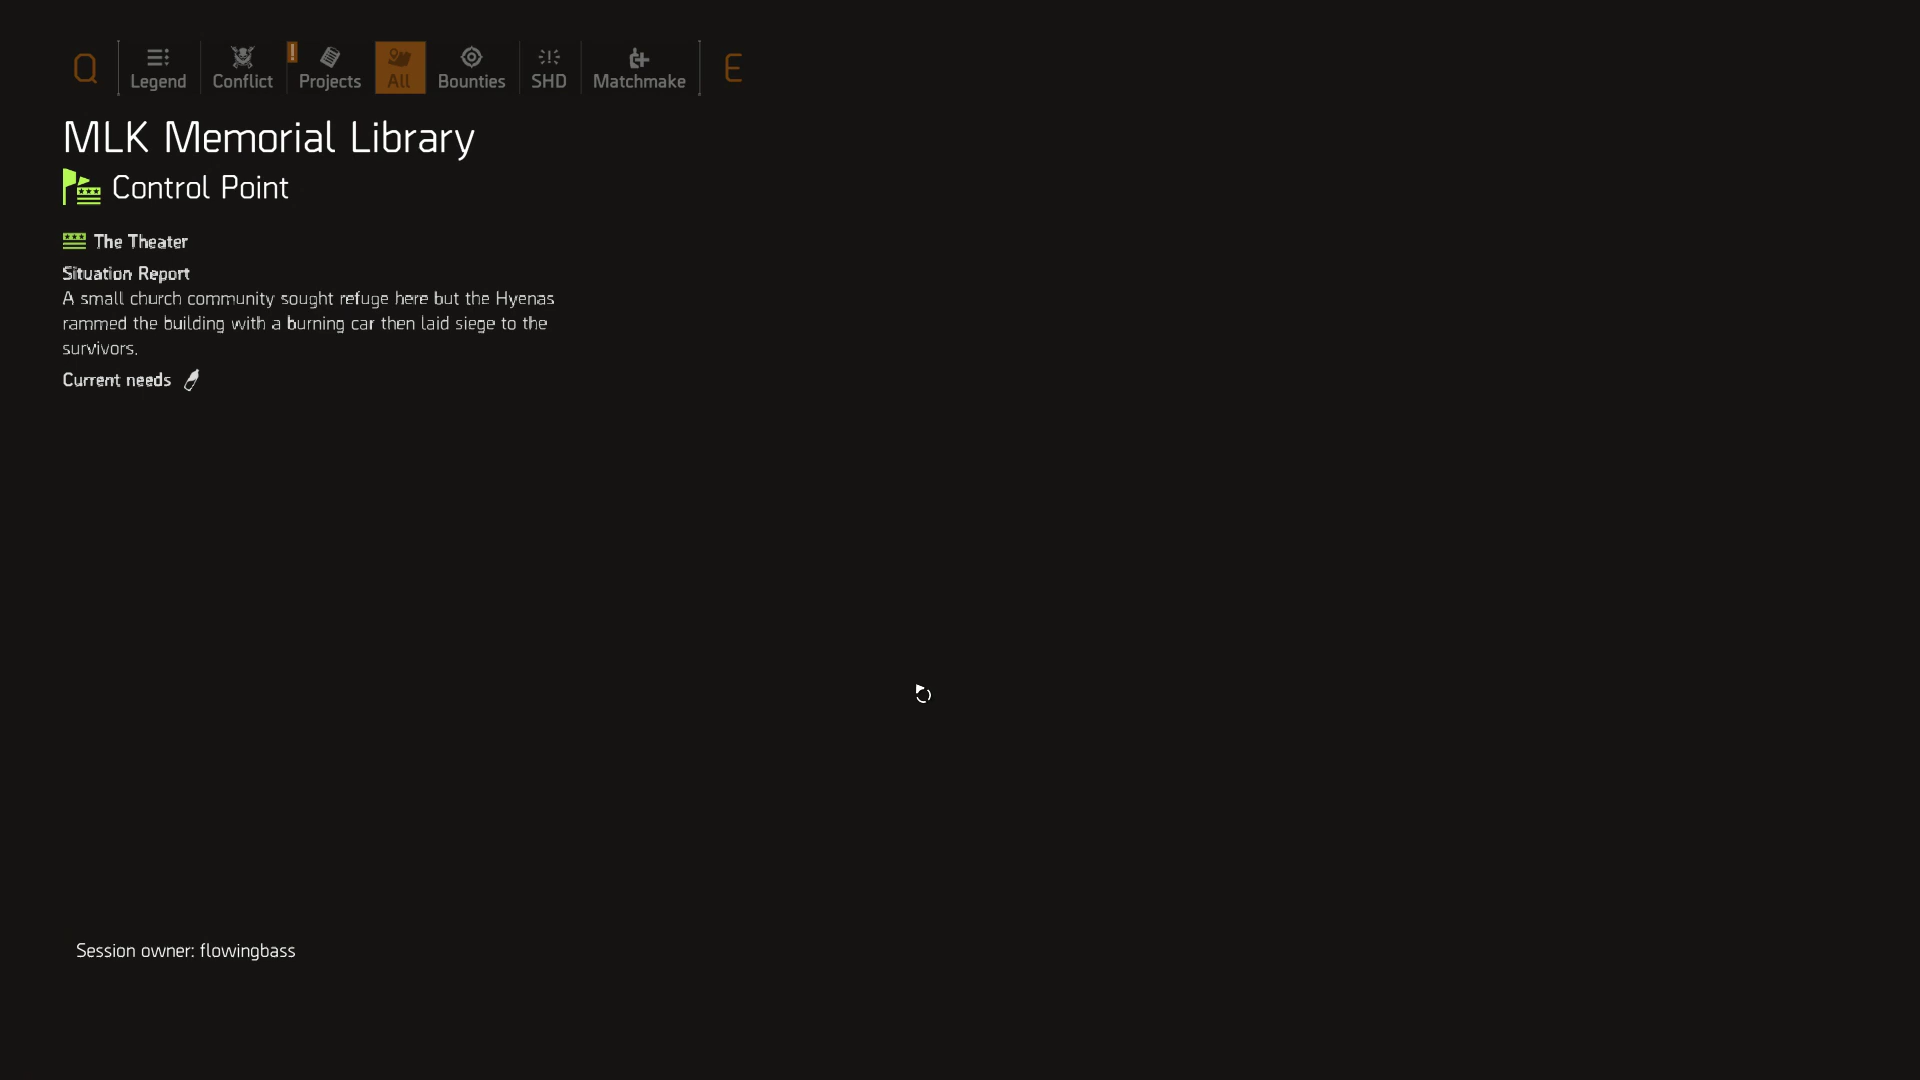 Q Legend Conflict ! Projects All Bounties SHD Matchmake E
MLK Memorial Library
Control Point
The Theater
Situation Report
A small church community sought refuge here but the Hyenas
rammed the building with a burning car then laid siege to the
survivors.
Current needs
Session owner: flowingbass